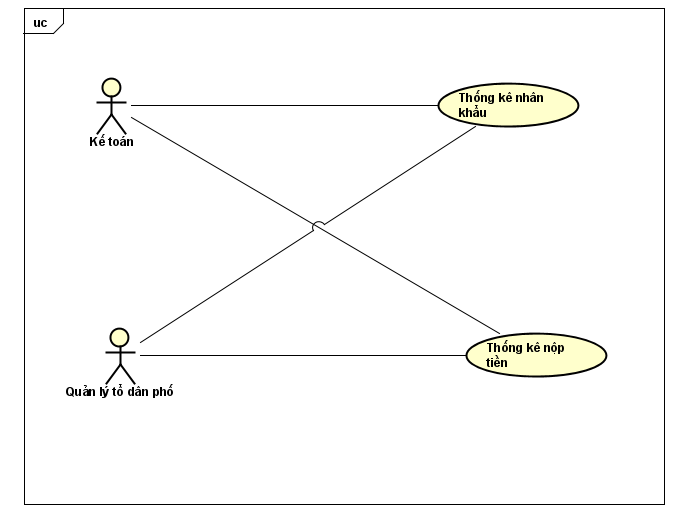 uc
Thống kê nhân
khẩu
Kế toán
Thống kê nộp
tiền
Quản lý tổ dân phố